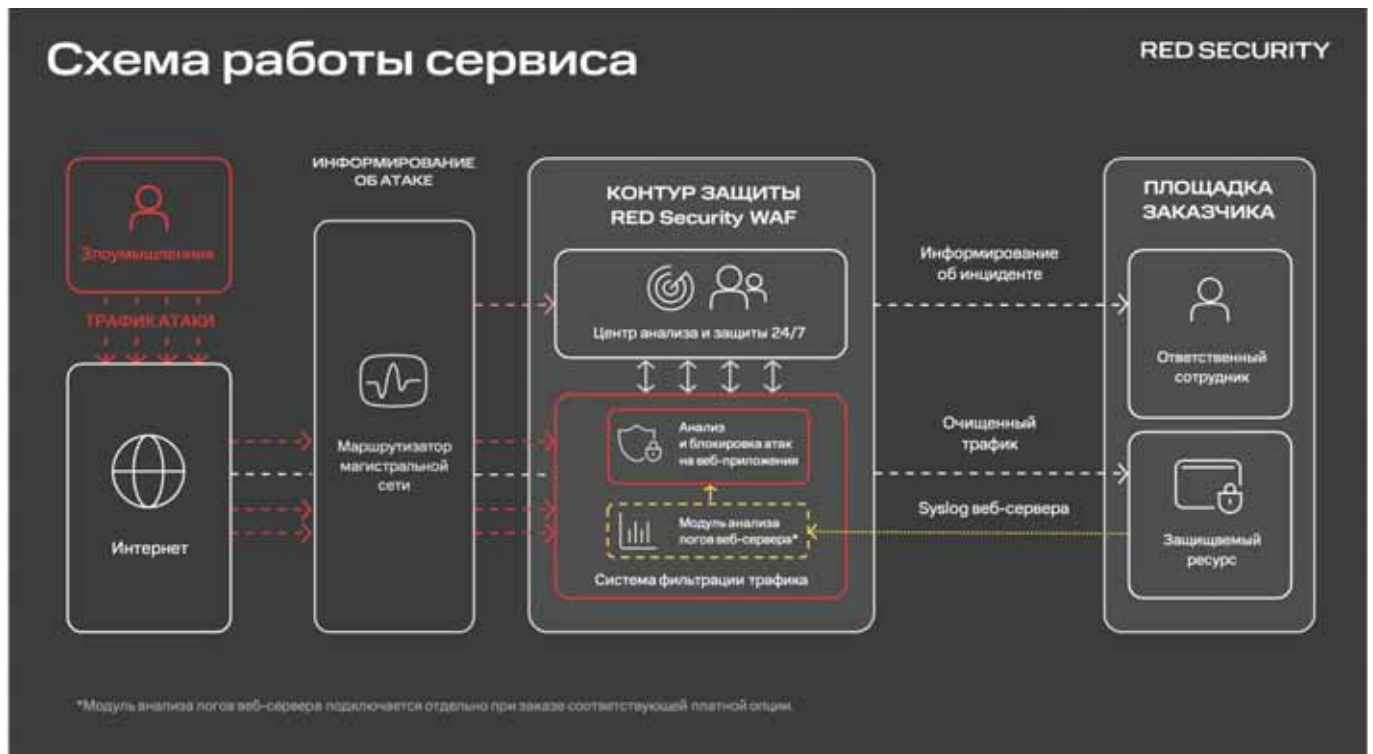 Схема работы сервиса
RED SECURITY
Злоумышленник
ТРАФИК АТАКИ
Интернет
ИНФОРМИРОВАНИЕ
ОБ АТАКЕ
Маршрутизатор
магистральной
сети
КОНТУР ЗАЩИТЫ
RED Security WAF
Центр анализа и защиты 24/7
Анализ
и блокировка атак
на веб-приложения
Модуль анализа
логов веб-сервера*
Система фильтрации трафика
Информирование
об инциденте
Очищенный
трафик
Syslog веб-сервера
ПЛОЩАДКА
ЗАКАЗЧИКА
Ответственный
сотрудник
Защищаемый
ресурс
*Модуль анализа логов веб-сервера подключается отдельно при заказе соответствующей платной опции.